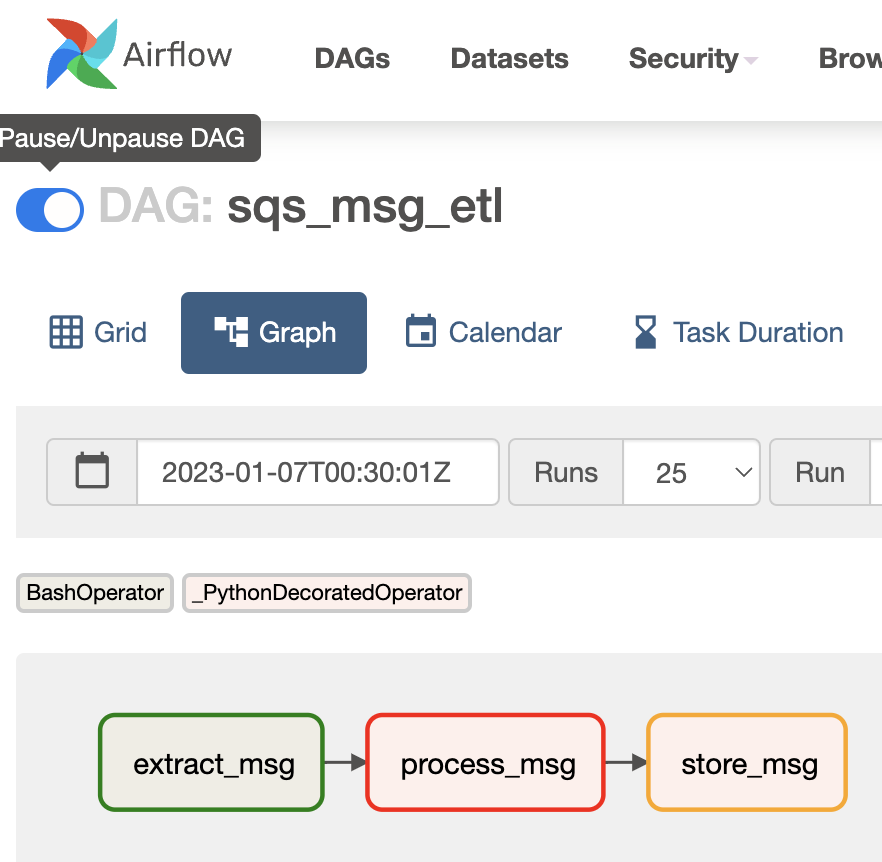 Airflow DAGs Datasets Security Brow
Pause/Unpause DAG
DAG: sqs_msg_etl
Grid Graph Calendar Task Duration
2023-01-07T00:30:01Z Runs 25 Run
BashOperator _PythonDecoratedOperator
extract_msg process_msg store_msg